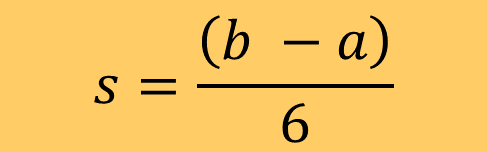 s = (b − a) / 6